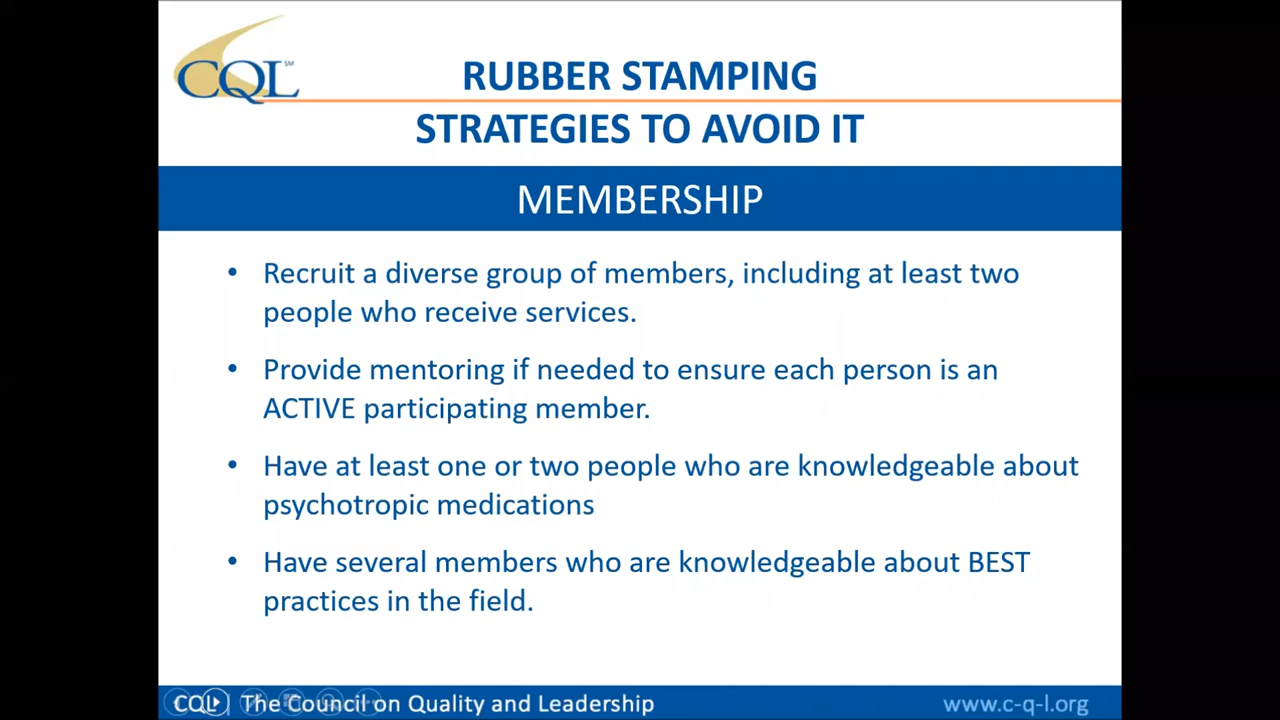 CQL℠
RUBBER STAMPING
STRATEGIES TO AVOID IT
MEMBERSHIP
• Recruit a diverse group of members, including at least two
people who receive services.
• Provide mentoring if needed to ensure each person is an
ACTIVE participating member.
• Have at least one or two people who are knowledgeable about
psychotropic medications
• Have several members who are knowledgeable about BEST
practices in the field.
CQL | The Council on Quality and Leadership
www.c-q-l.org